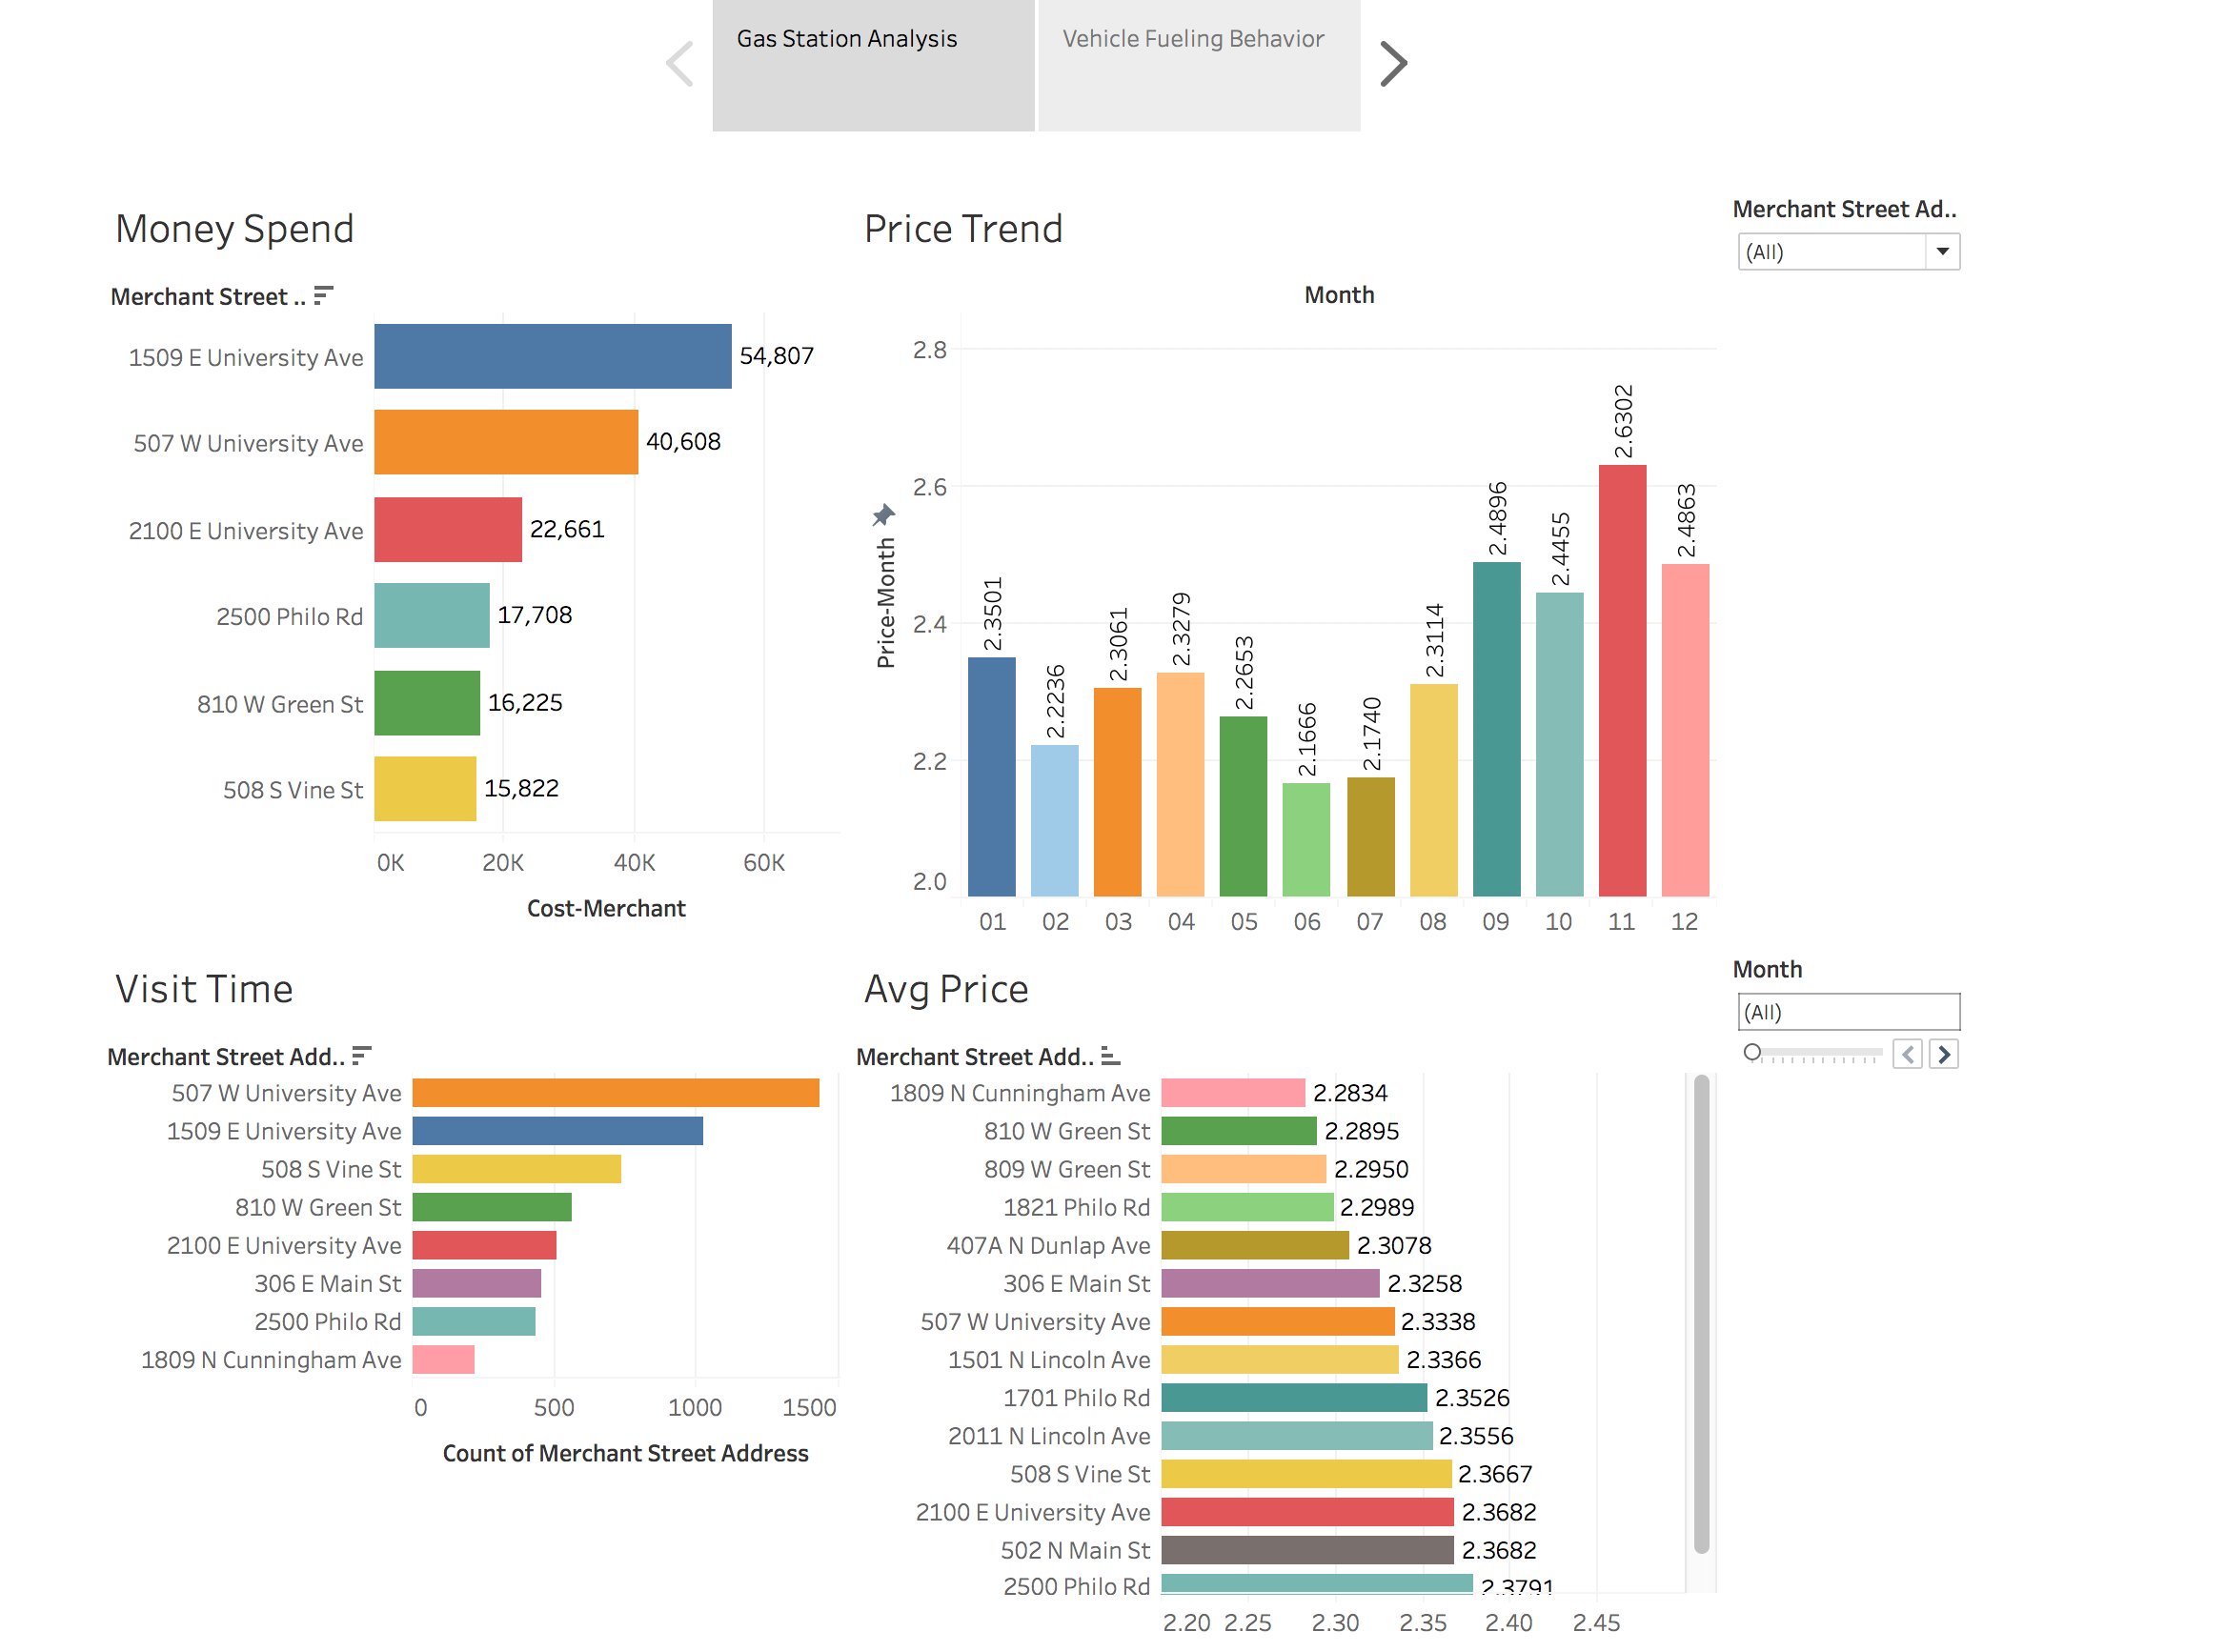 Gas Station Analysis
Vehicle Fueling Behavior
Money Spend
Merchant Street ..
1509 E University Ave
54,807
507 W University Ave
40,608
2100 E University Ave
22,661
2500 Philo Rd
17,708
810 W Green St
16,225
508 S Vine St
15,822
0K 20K 40K 60K
Cost-Merchant
Price Trend
Month
Price-Month
2.8
2.6
2.4
2.2
2.0
2.3501
2.2236
2.3061
2.3279
2.2653
2.1666
2.1740
2.3114
2.4896
2.4455
2.6302
2.4863
01 02 03 04 05 06 07 08 09 10 11 12
Merchant Street Ad..
(All)
Visit Time
Merchant Street Add..
507 W University Ave
1509 E University Ave
508 S Vine St
810 W Green St
2100 E University Ave
306 E Main St
2500 Philo Rd
1809 N Cunningham Ave
0 500 1000 1500
Count of Merchant Street Address
Avg Price
Merchant Street Add..
1809 N Cunningham Ave 2.2834
810 W Green St 2.2895
809 W Green St 2.2950
1821 Philo Rd 2.2989
407A N Dunlap Ave 2.3078
306 E Main St 2.3258
507 W University Ave 2.3338
1501 N Lincoln Ave 2.3366
1701 Philo Rd 2.3526
2011 N Lincoln Ave 2.3556
508 S Vine St 2.3667
2100 E University Ave 2.3682
502 N Main St 2.3682
2500 Philo Rd 2.3791
2.20 2.25 2.30 2.35 2.40 2.45
Month
(All)